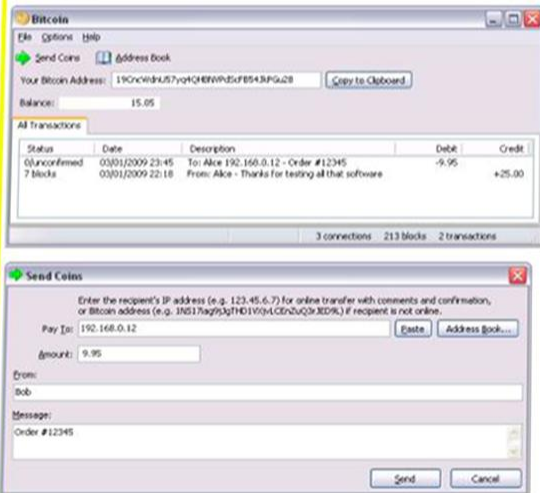 Bitcoin
File Options Help
Send Coins Address Book
Your Bitcoin Address: Copy to Clipboard
Balance: 15.05
All Transactions
Status Date Description Debit Credit
0/unconfirmed 03/01/2009 23:45 To: Alice 192.168.0.12 - Order #12345 -9.95
7 blocks 03/01/2009 22:18 From: Alice - Thanks for testing all that software +25.00
3 connections 213 blocks 2 transactions
Send Coins
Enter the recipient's IP address (e.g. 123.45.6.7) for online transfer with comments and confirmation,
or Bitcoin address (e.g. if recipient is not online.
Pay To: 192.168.0.12 Paste Address Book...
Amount: 9.95
From:
Bob
Message:
Order #12345
Send Cancel